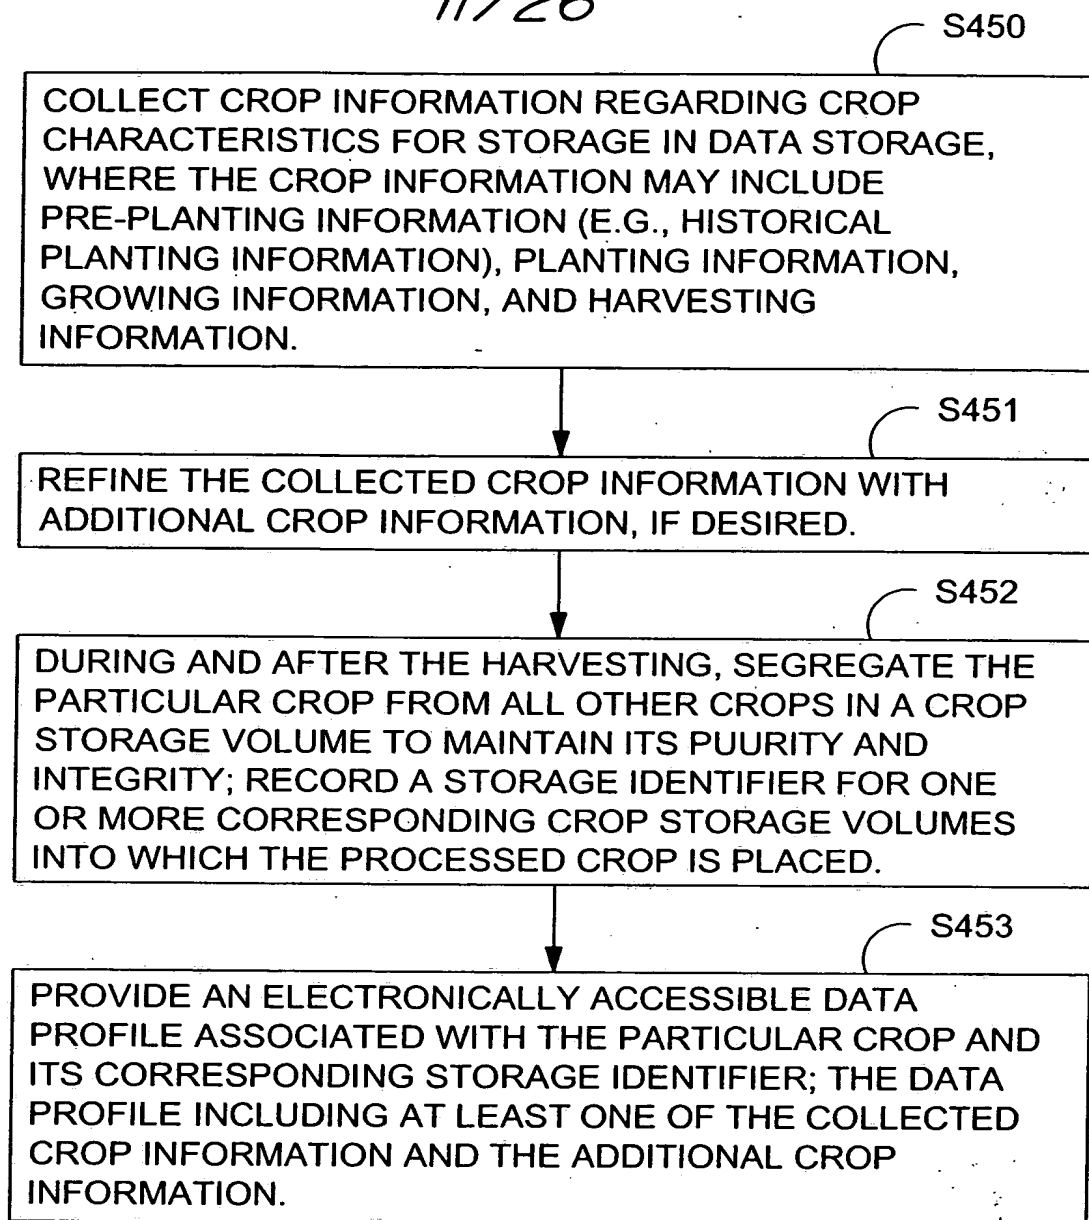 11/26
S450
COLLECT CROP INFORMATION REGARDING CROP
CHARACTERISTICS FOR STORAGE IN DATA STORAGE,
WHERE THE CROP INFORMATION MAY INCLUDE
PRE-PLANTING INFORMATION (E.G., HISTORICAL
PLANTING INFORMATION), PLANTING INFORMATION,
GROWING INFORMATION, AND HARVESTING
INFORMATION.
S451
REFINE THE COLLECTED CROP INFORMATION WITH
ADDITIONAL CROP INFORMATION, IF DESIRED.
S452
DURING AND AFTER THE HARVESTING, SEGREGATE THE
PARTICULAR CROP FROM ALL OTHER CROPS IN A CROP
STORAGE VOLUME TO MAINTAIN ITS PUURITY AND
INTEGRITY; RECORD A STORAGE IDENTIFIER FOR ONE
OR MORE CORRESPONDING CROP STORAGE VOLUMES
INTO WHICH THE PROCESSED CROP IS PLACED.
S453
PROVIDE AN ELECTRONICALLY ACCESSIBLE DATA
PROFILE ASSOCIATED WITH THE PARTICULAR CROP AND
ITS CORRESPONDING STORAGE IDENTIFIER; THE DATA
PROFILE INCLUDING AT LEAST ONE OF THE COLLECTED
CROP INFORMATION AND THE ADDITIONAL CROP
INFORMATION.